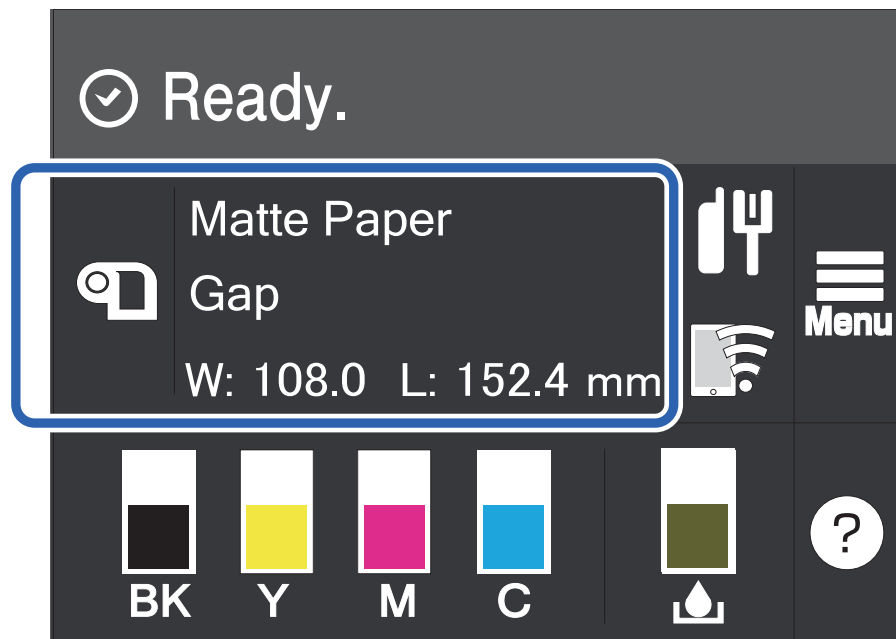 Ready.
Matte Paper
Gap
W: 108.0 L: 152.4 mm
Menu
BK Y M C
?